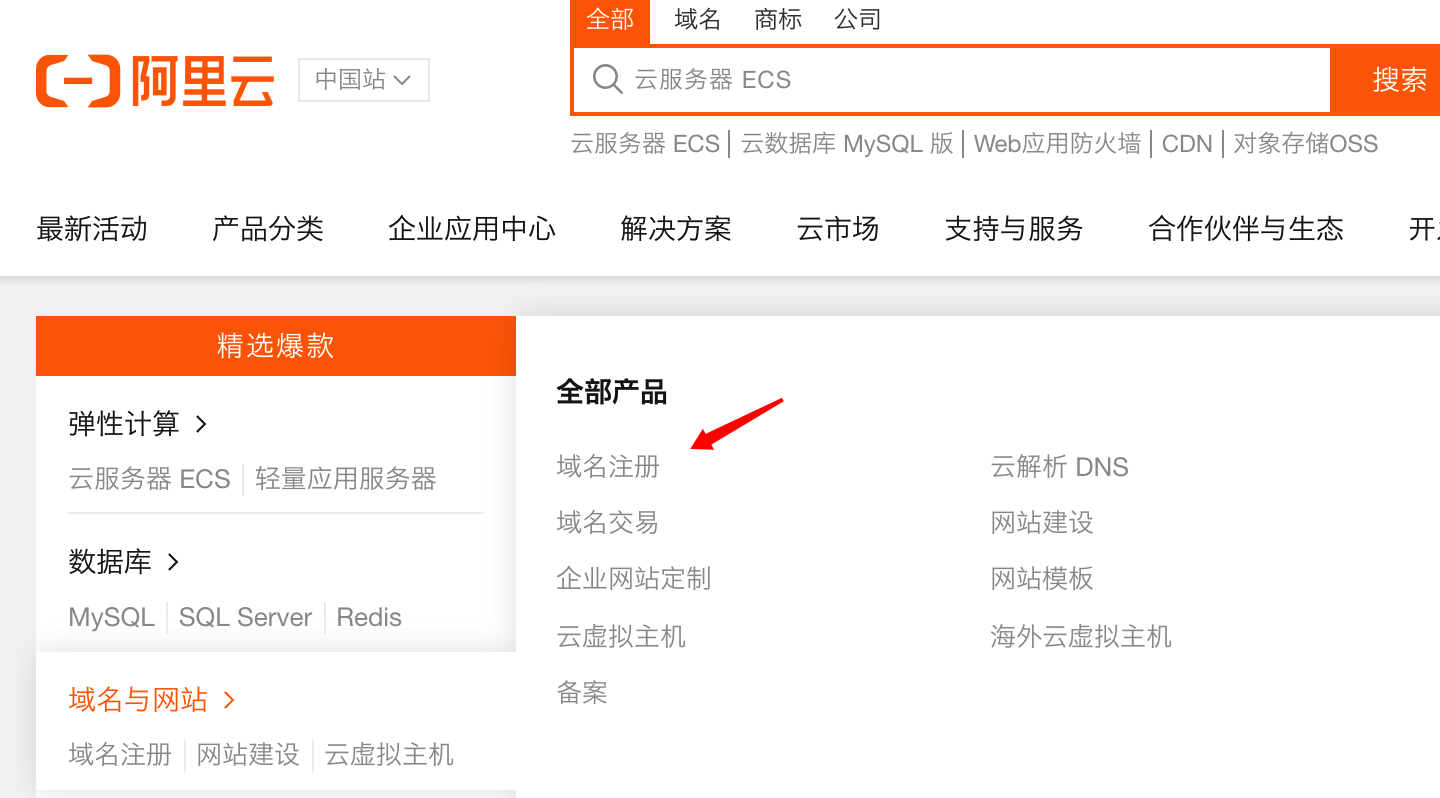 全部 域名 商标 公司
阿里云 中国站 云服务器 ECS 搜索
云服务器 ECS 云数据库 MySQL 版 Web应用防火墙 CDN 对象存储OSS
最新活动 产品分类 企业应用中心 解决方案 云市场 支持与服务 合作伙伴与生态 开
精选爆款
全部产品
弹性计算
云服务器 ECS 轻量应用服务器
数据库
MySQL SQL Server Redis
域名与网站
域名注册 网站建设 云虚拟主机
域名注册 云解析 DNS
域名交易 网站建设
企业网站定制 网站模板
云虚拟主机 海外云虚拟主机
备案